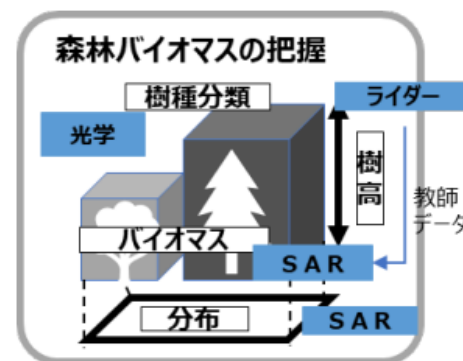 森林バイオマスの把握
樹種分類
ライダー
光学
樹高
教師
データ
バイオマス
SAR
分布
SAR